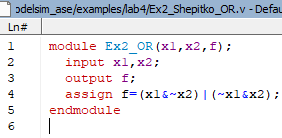 odelsim_ase/examples/lab4/Ex2_Shepitko_OR.v - Defau
Ln#
1 module Ex2_OR(x1,x2,f);
2 input x1,x2;
3 output f;
4 assign f=(x1&~x2)|(~x1&x2);
5 endmodule
6